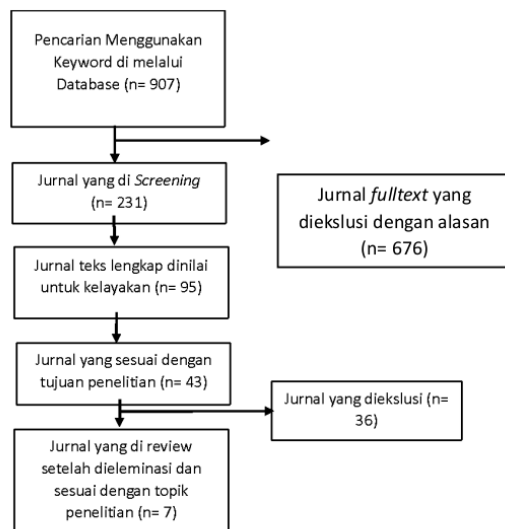 Pencarian Menggunakan
Keyword di melalui
Database (n= 907)
Jurnal yang di Screening
(n= 231)
Jurnal fulltext yang
diekslusi dengan alasan
(n= 676)
Jurnal teks lengkap dinilai
untuk kelayakan (n= 95)
Jurnal yang sesuai dengan
tujuan penelitian (n= 43)
Jurnal yang diekslusi (n=
36)
Jurnal yang di review
setelah dieleminasi dan
sesuai dengan topik
penelitian (n= 7)